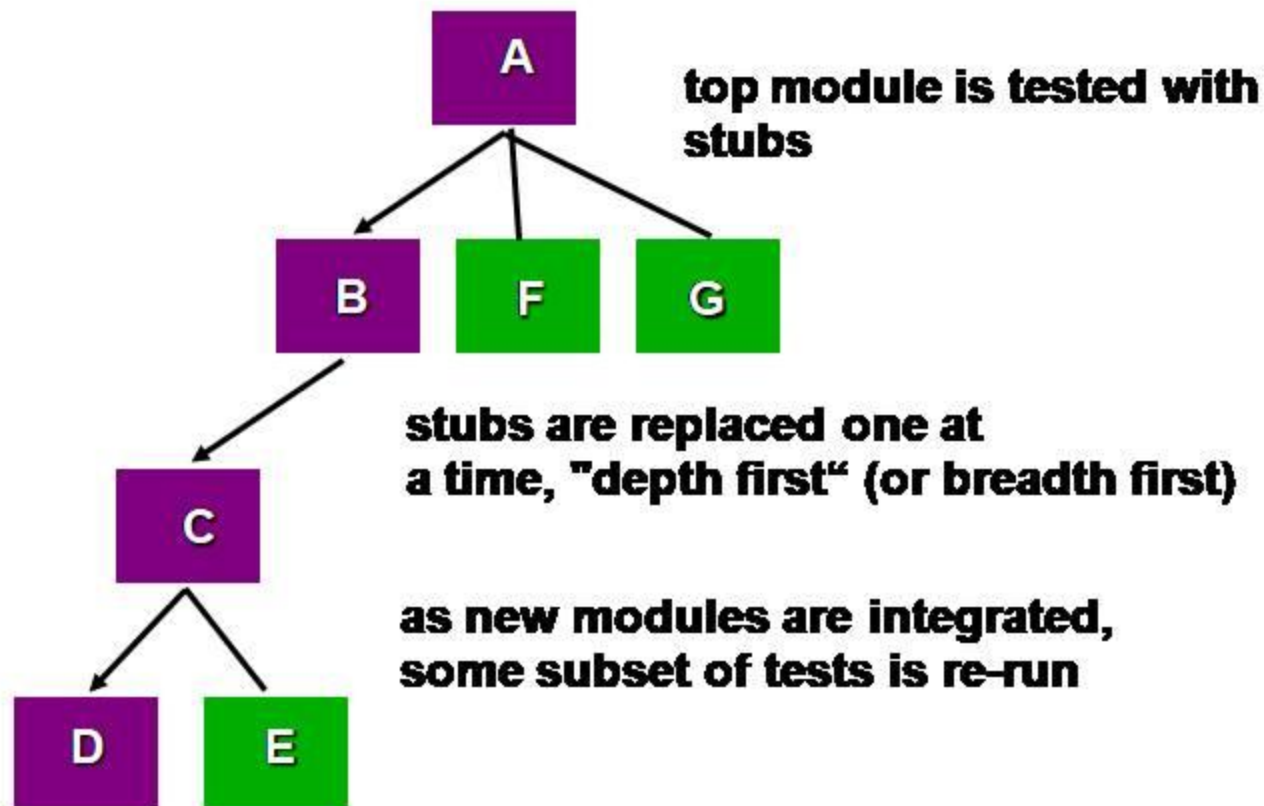 A
top module is tested with
stubs
B
F
G
stubs are replaced one at
a time, "depth first“ (or breadth first)
C
as new modules are integrated,
some subset of tests is re-run
D
E